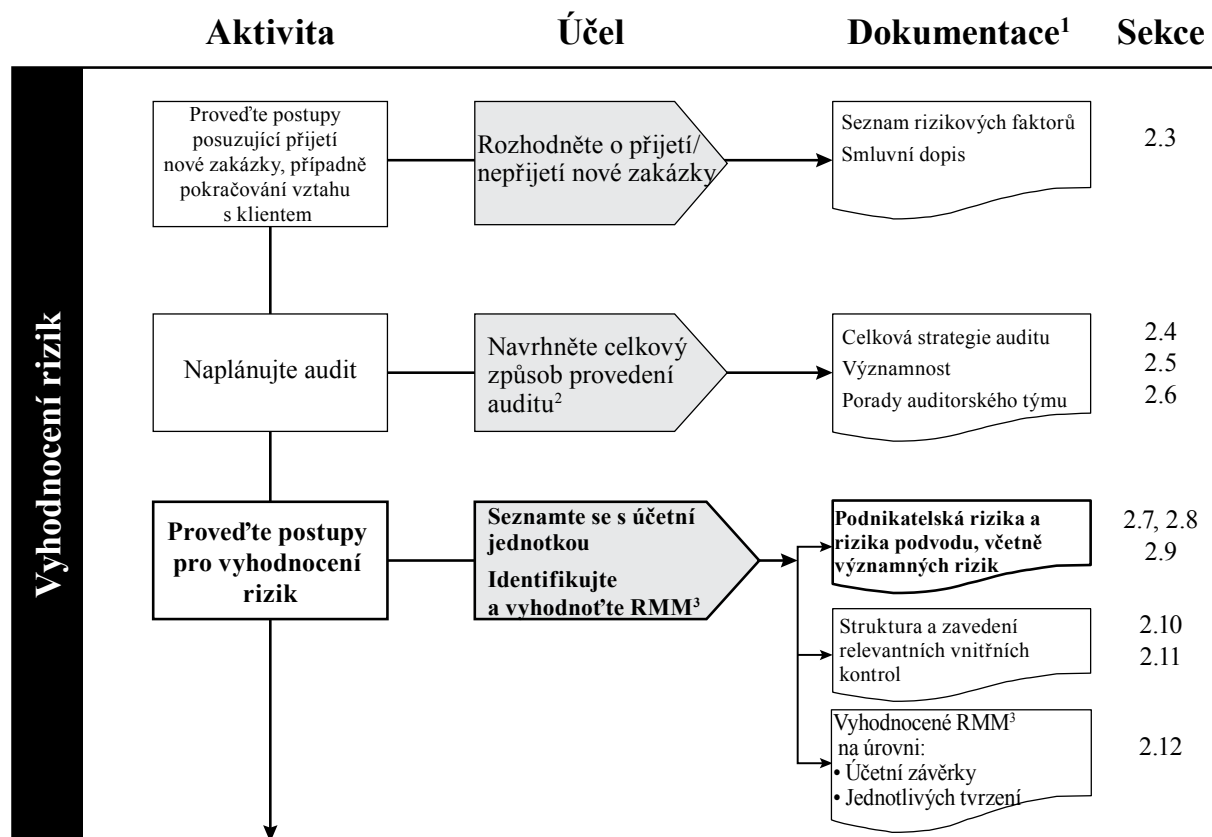 Aktivita
Účel
Dokumentace¹
Sekce
Vyhodnocení rizik
Proveďte postupy
posuzující přijetí
nové zakázky, případně
pokračování vztahu
s klientem
Rozhodněte o přijetí/
nepřijetí nové zakázky
Seznam rizikových faktorů
Smluvní dopis
2.3
Naplánujte audit
Navrhněte celkový
způsob provedení
auditu²
Celková strategie auditu
Významnost
Porady auditorského týmu
2.4
2.5
2.6
Proveďte postupy
pro vyhodnocení
rizik
Seznamte se s účetní
jednotkou
Identifikujte
a vyhodnoťte RMM³
Podnikatelská rizika a
rizika podvodu, včetně
významných rizik
2.7, 2.8
2.9
Struktura a zavedení
relevantních vnitřních
kontrol
2.10
2.11
Vyhodnocené RMM³
na úrovni:
• Účetní závěrky
• Jednotlivých tvrzení
2.12